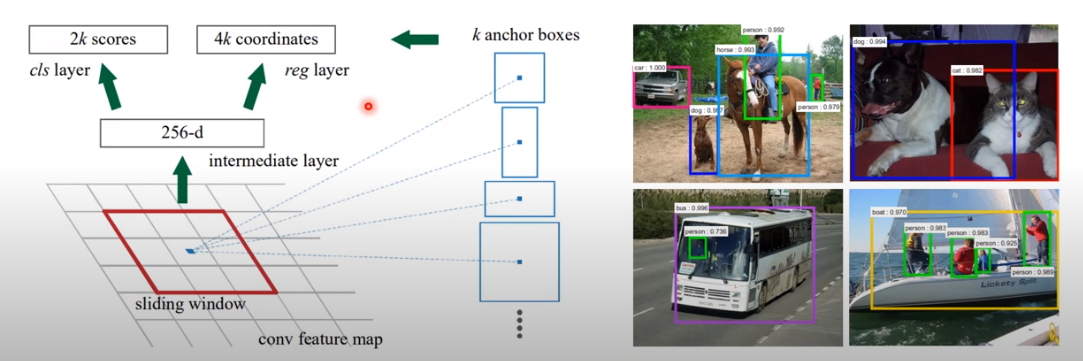 2k scores
4k coordinates
k anchor boxes
cls layer
reg layer
256-d
intermediate layer
sliding window
conv feature map
person : 0.992
horse : 0.993
car : 1.000
person : 0.979
dog : 0.997
dog : 0.994
cat : 0.982
bus : 0.996
person : 0.736
boat : 0.970
person : 0.983
person : 0.983
person : 0.925
person : 0.989
Lickety Split